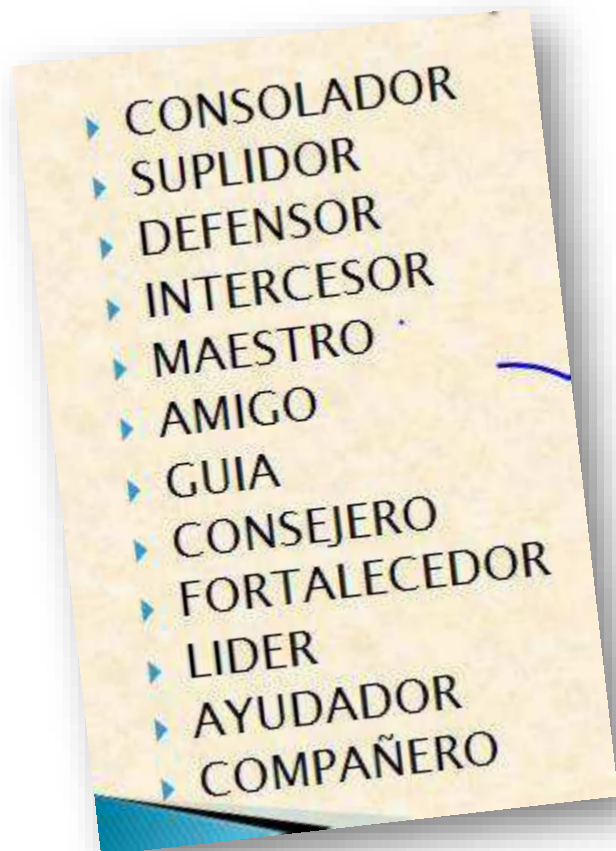 CONSOLADOR
SUPLIDOR
DEFENSOR
INTERCESOR
MAESTRO
AMIGO
GUIA
CONSEJERO
FORTALECEDOR
LIDER
AYUDADOR
COMPAÑERO